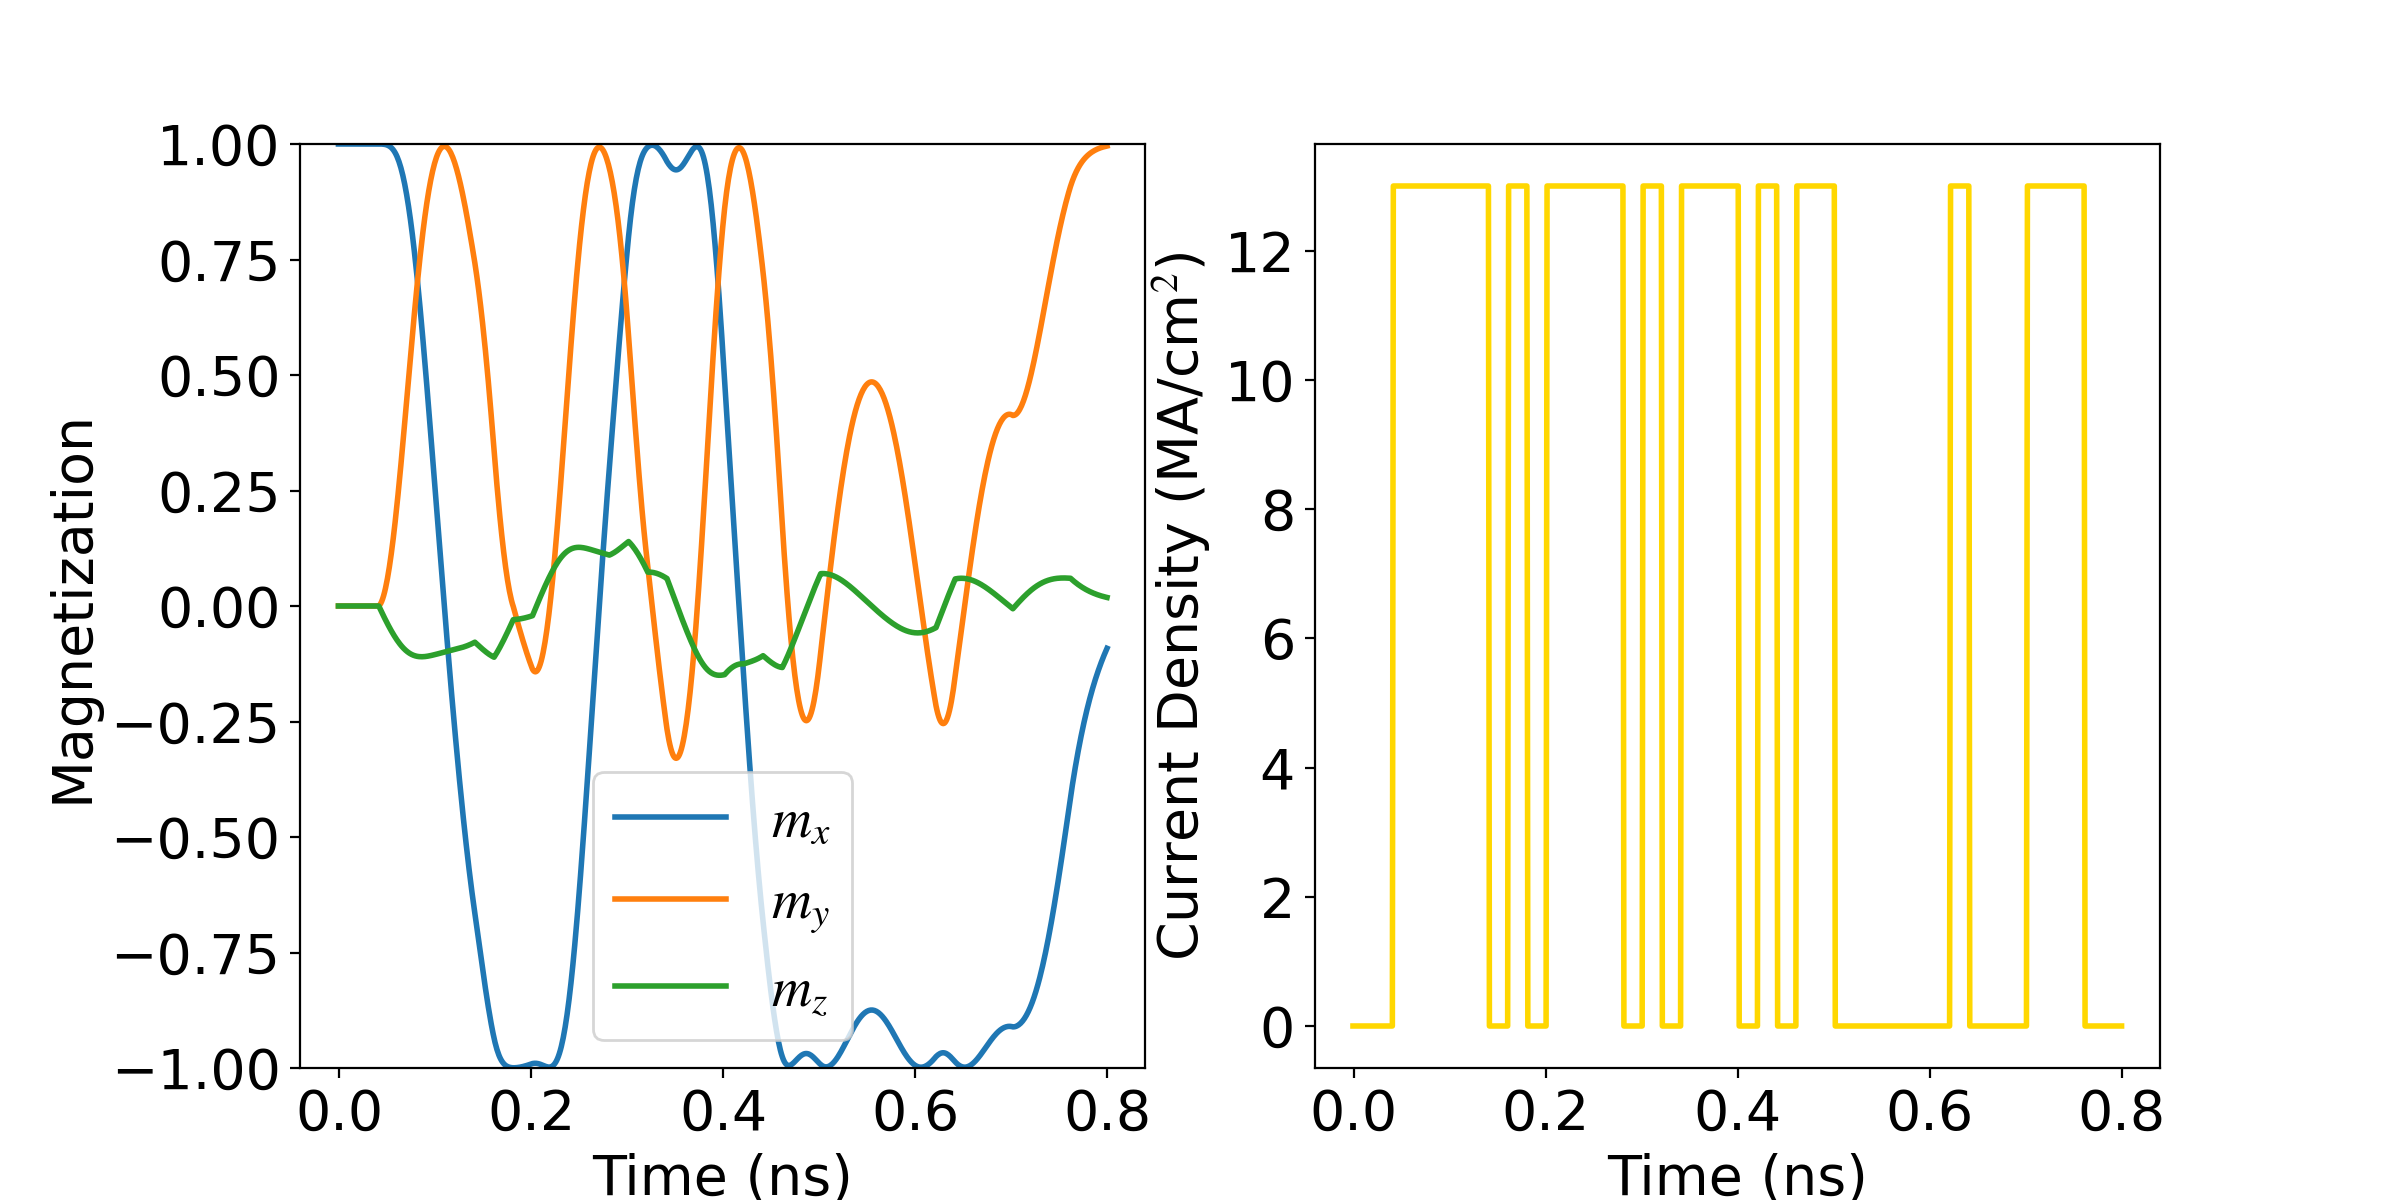 1.00
0.75
0.50
0.25
0.00
−0.25
−0.50
−0.75
−1.00
Magnetization
0.0 0.2 0.4 0.6 0.8
Time (ns)
m_x
m_y
m_z
Current Density (MA/cm²)
12
10
8
6
4
2
0
0.0 0.2 0.4 0.6 0.8
Time (ns)